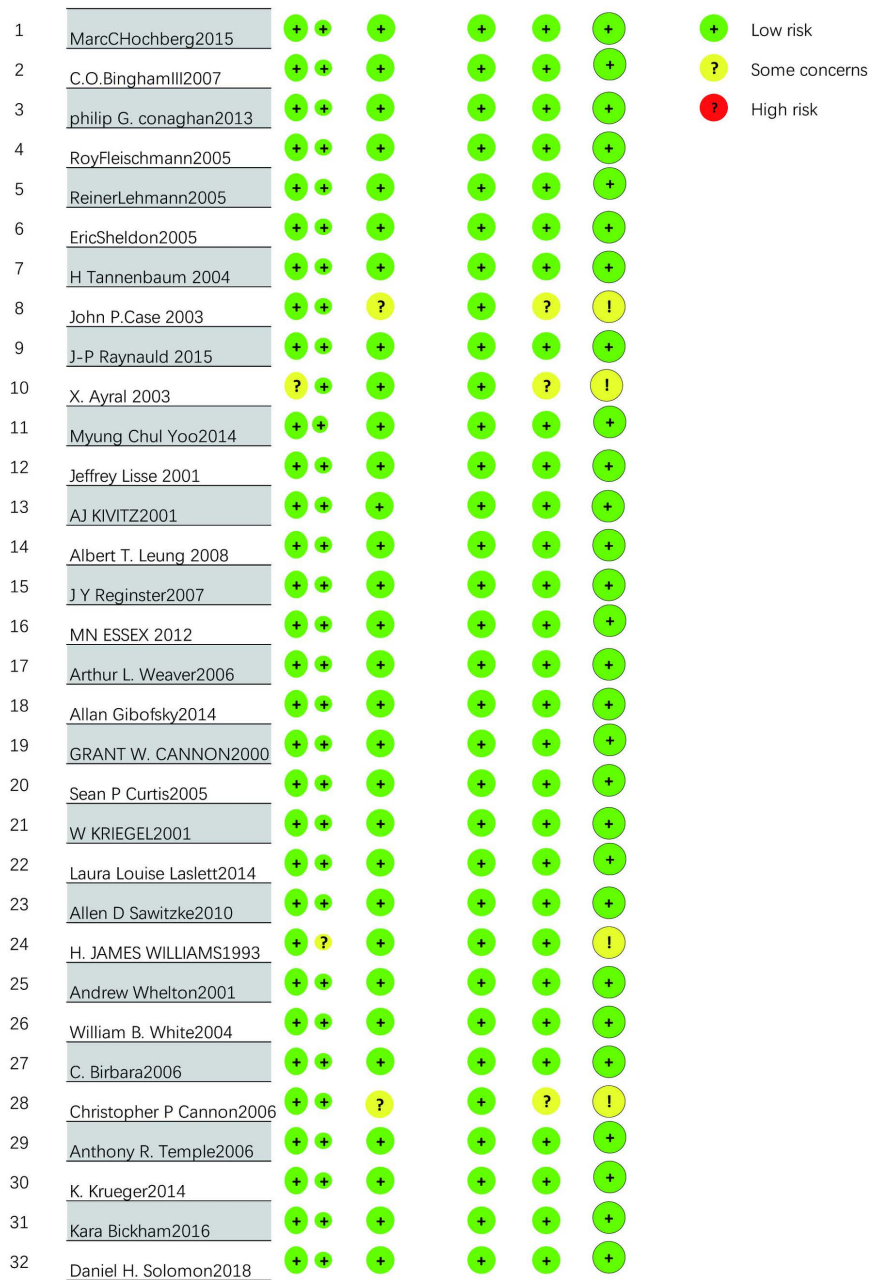 1 MarcCHochberg2015 + + + + + + + Low risk
2 C.O.BinghamIII2007 + + + + + + ? Some concerns
3 philip G. conaghan2013 + + + + + + ? High risk
4 RoyFleischmann2005 + + + + + +
5 ReinerLehmann2005 + + + + + +
6 EricSheldon2005 + + + + + +
7 H Tannenbaum 2004 + + + + + +
8 John P.Case 2003 + + ? + ? !
9 J-P Raynauld 2015 + + + + + +
10 X. Ayral 2003 ? + + + ? !
11 Myung Chul Yoo2014 + + + + + +
12 Jeffrey Lisse 2001 + + + + + +
13 AJ KIVITZ2001 + + + + + +
14 Albert T. Leung 2008 + + + + + +
15 J Y Reginster2007 + + + + + +
16 MN ESSEX 2012 + + + + + +
17 Arthur L. Weaver2006 + + + + + +
18 Allan Gibofsky2014 + + + + + +
19 GRANT W. CANNON2000 + + + + + +
20 Sean P Curtis2005 + + + + + +
21 W KRIEGEL2001 + + + + + +
22 Laura Louise Laslett2014 + + + + + +
23 Allen D Sawitzke2010 + + + + + +
24 H. JAMES WILLIAMS1993 + ? + + + !
25 Andrew Whelton2001 + + + + + +
26 William B. White2004 + + + + + +
27 C. Birbara2006 + + + + + +
28 Christopher P Cannon2006 + + ? + ? !
29 Anthony R. Temple2006 + + + + + +
30 K. Krueger2014 + + + + + +
31 Kara Bickham2016 + + + + + +
32 Daniel H. Solomon2018 + + + + + +